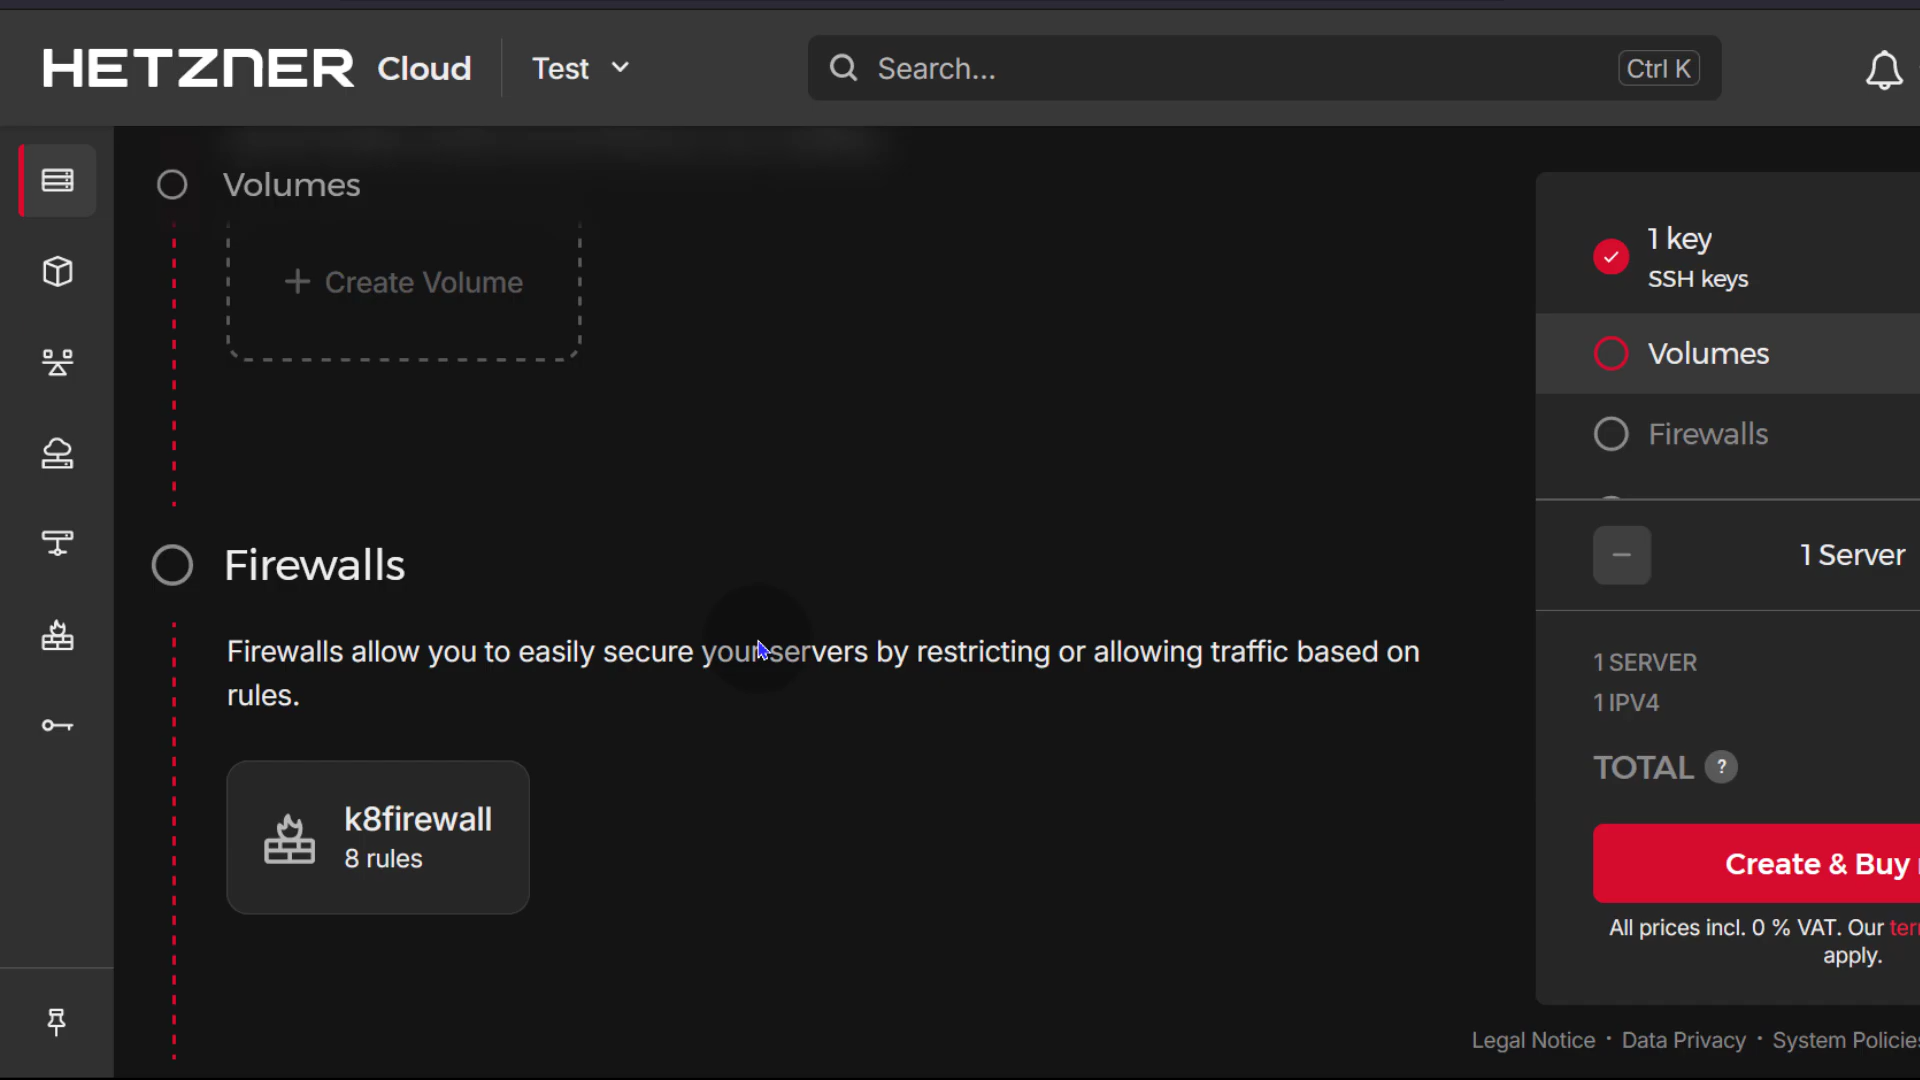 HETZNER Cloud Test Search... Ctrl K
Volumes
+ Create Volume
Firewalls
Firewalls allow you to easily secure your servers by restricting or allowing traffic based on
rules.
k8firewall
8 rules
1 key
SSH keys
Volumes
Firewalls
1 Server
1 SERVER
1 IPV4
TOTAL ?
Create & Buy
All prices incl. 0 % VAT. Our
apply.
Legal Notice · Data Privacy · System Policies